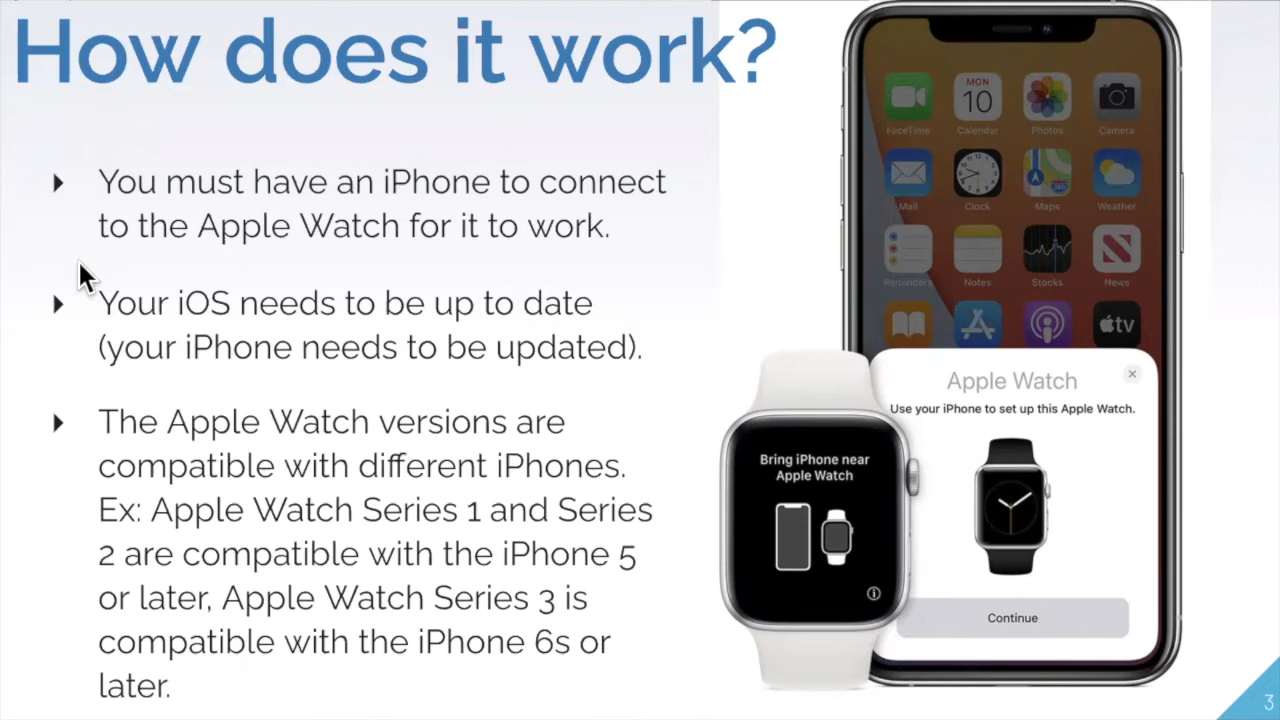 How does it work?
You must have an iPhone to connect
to the Apple Watch for it to work.
Your iOS needs to be up to date
(your iPhone needs to be updated).
The Apple Watch versions are
compatible with different iPhones.
Ex: Apple Watch Series 1 and Series
2 are compatible with the iPhone 5
or later, Apple Watch Series 3 is
compatible with the iPhone 6s or
later.
MON
10
FaceTime Calendar Photos Camera
280
Mail Clock Maps Weather
Reminders Notes Stocks News
tv
Apple Watch
Use your iPhone to set up this Apple Watch.
Continue
Bring iPhone near
Apple Watch
3